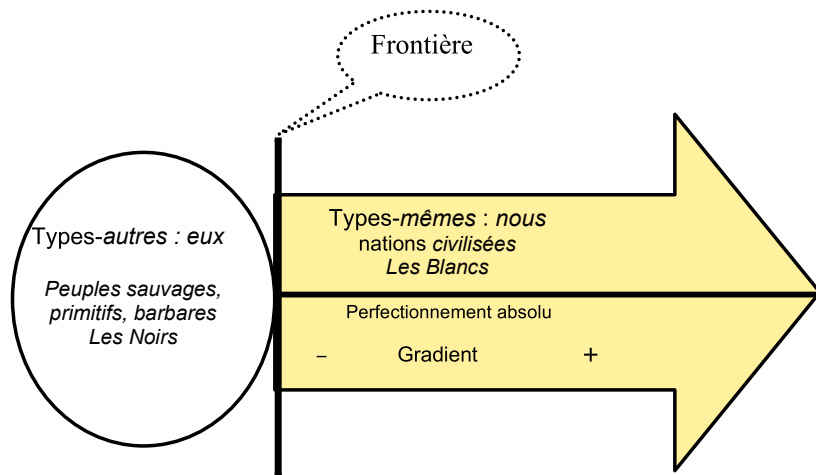 Frontière
Types-autres : eux
Peuples sauvages,
primitifs, barbares
Les Noirs
Types-mêmes : nous
nations civilisées
Les Blancs
Perfectionnement absolu
– Gradient +